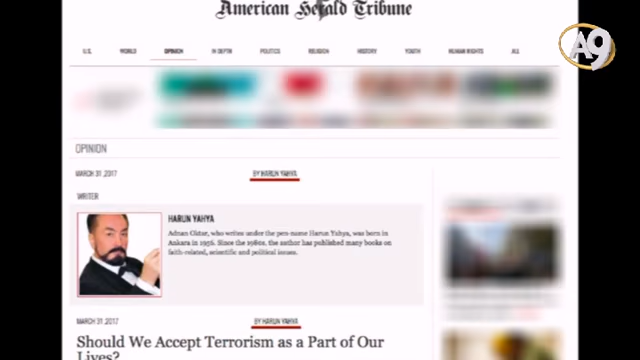 American Herald Tribune
A9
U.S. WORLD OPINION IN DEPTH POLITICS RELIGION HISTORY YOUTH HUMAN RIGHTS ALL
OPINION
MARCH 31,2017 BY HARUN YAHYA
WRITER
HARUN YAHYA
Adnan Oktar, who writes under the pen-name Harun Yahya, was born in
Ankara in 1956. Since the 1980s, the author has published many books on
faith-related, scientific and political issues.
MARCH 31,2017 BY HARUN YAHYA
Should We Accept Terrorism as a Part of Our
Lives?